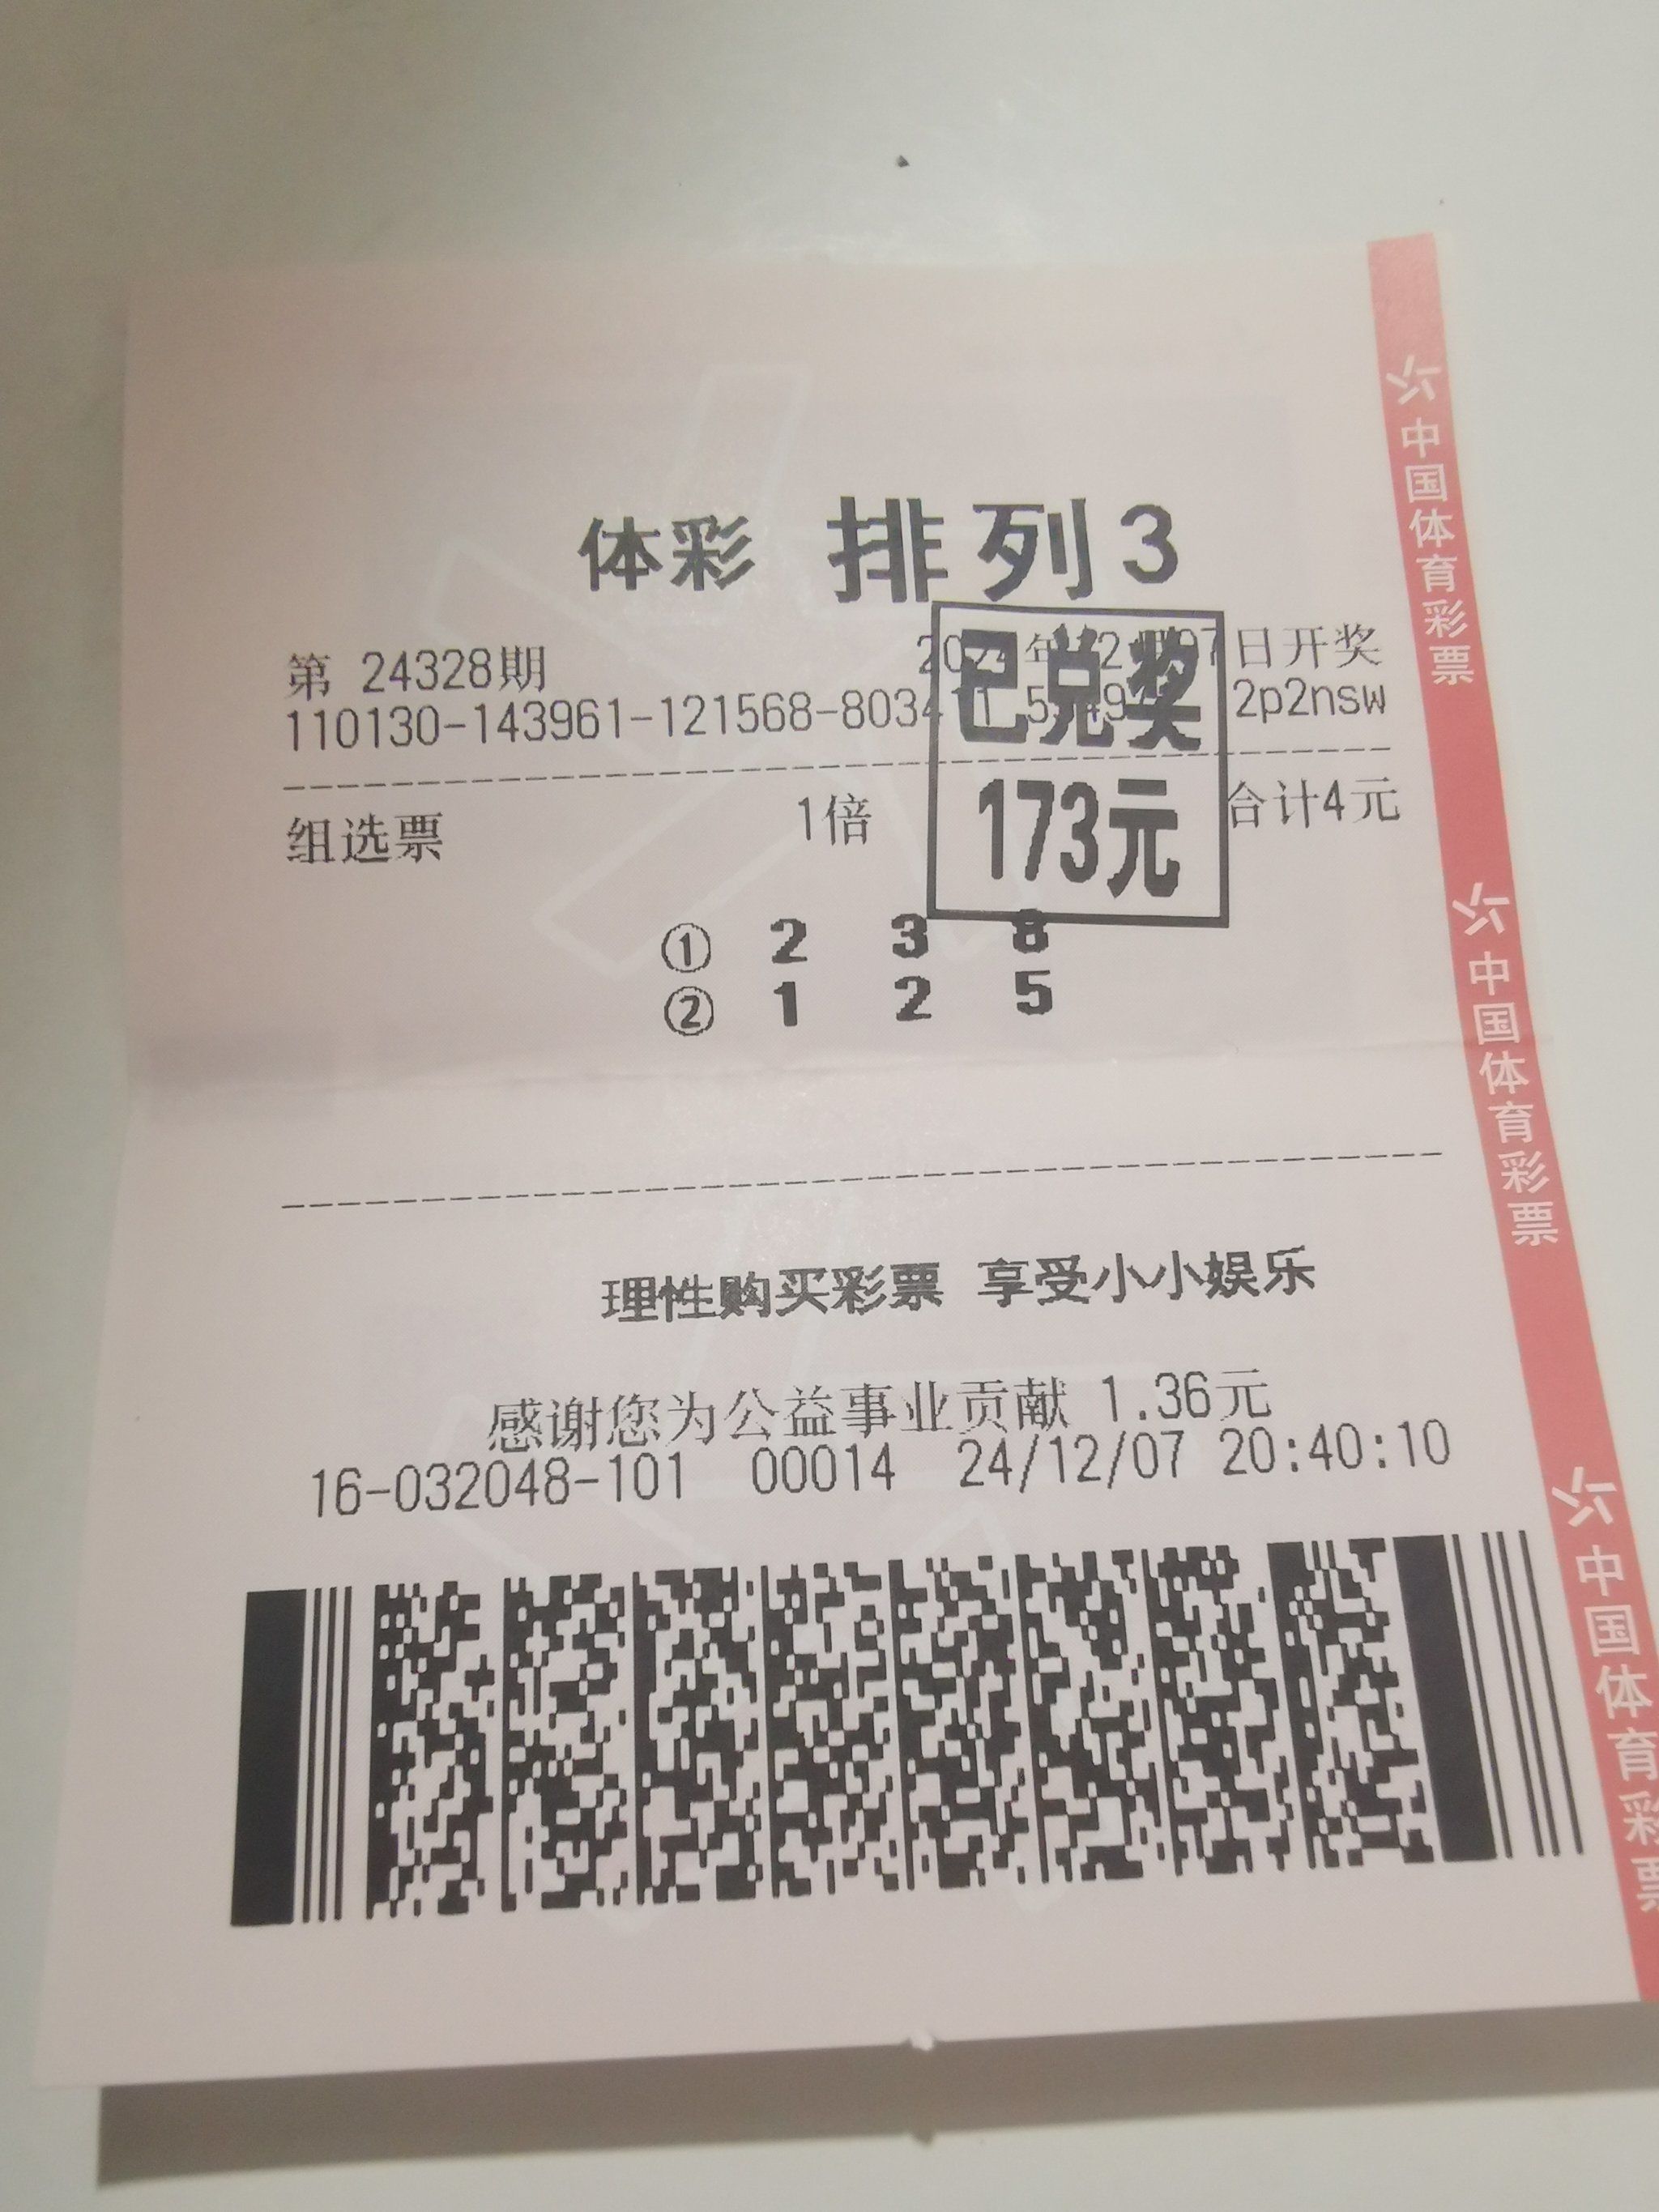 体彩 排列3
第 24328期 日开奖
110130-143961-121568-803 2p2nsw
已兑奖
173元
组选票 1倍 合计4元
① 2 3 8
② 1 2 5
理性购买彩票 享受小小娱乐
感谢您为公益事业贡献 1.36元
16-032048-101 00014 24/12/07 20:40:10
中国体育彩票
中国体育彩票
中国体育彩票